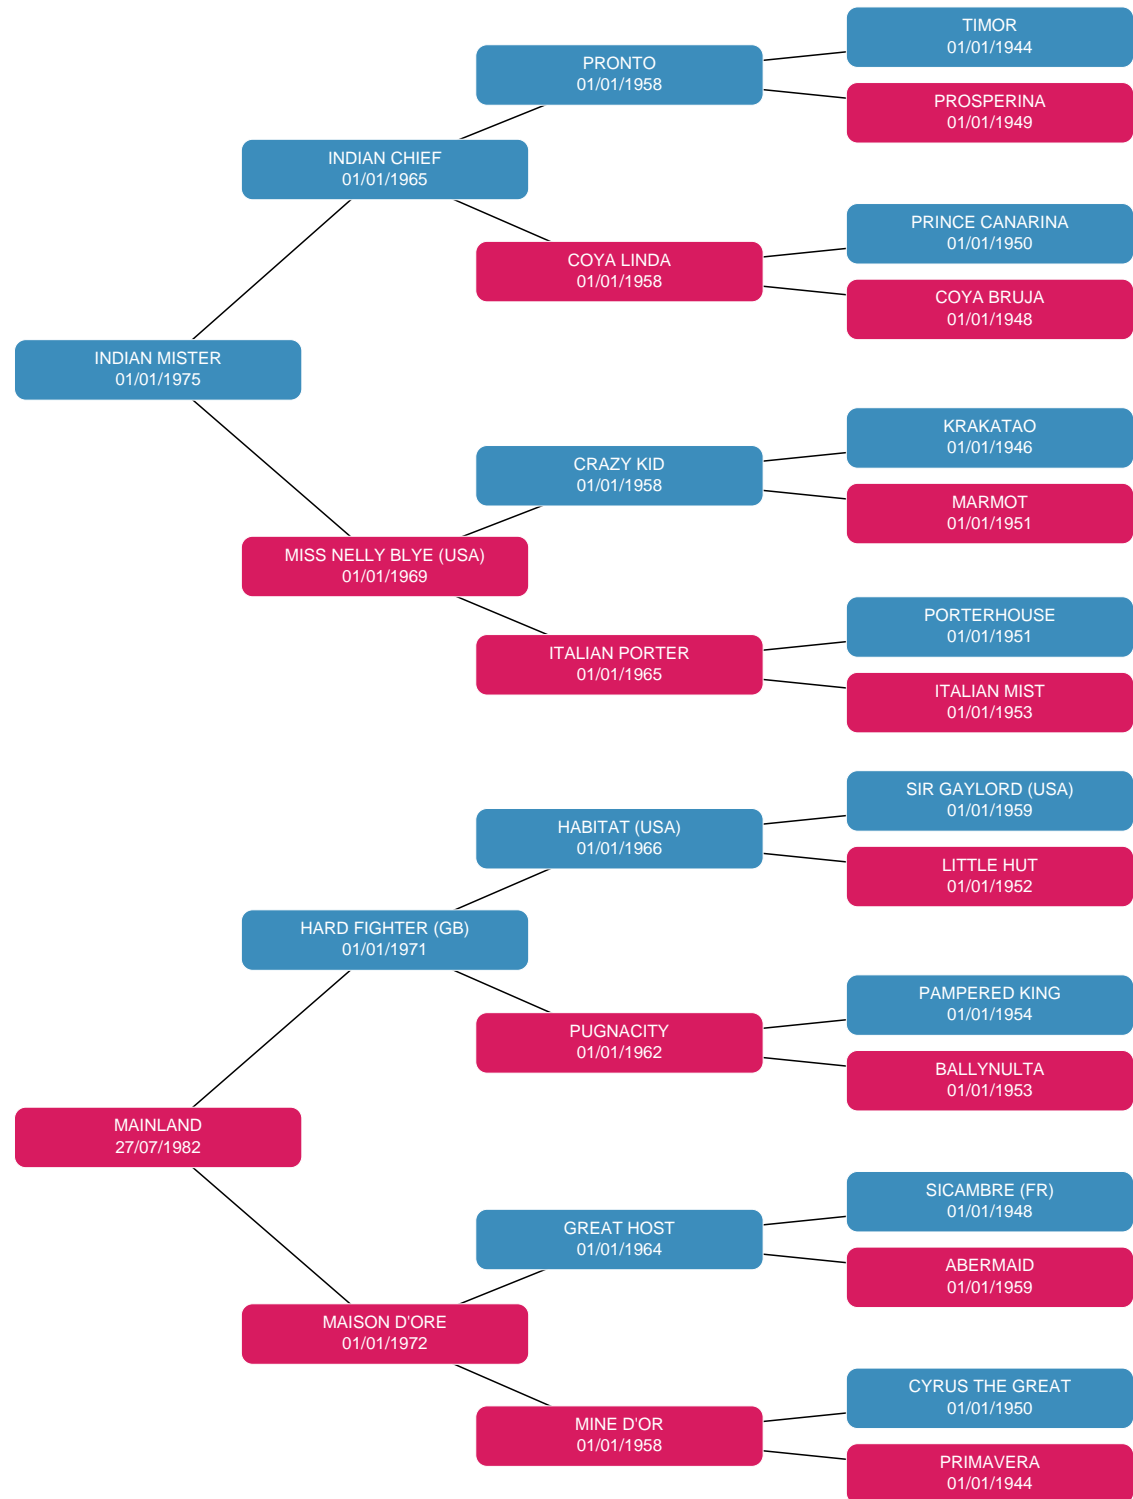 TIMOR
01/01/1944
PRONTO
01/01/1958
PROSPERINA
01/01/1949
INDIAN CHIEF
01/01/1965
PRINCE CANARINA
01/01/1950
COYA LINDA
01/01/1958
COYA BRUJA
01/01/1948
INDIAN MISTER
01/01/1975
KRAKATAO
01/01/1946
CRAZY KID
01/01/1958
MARMOT
01/01/1951
MISS NELLY BLYE (USA)
01/01/1969
PORTERHOUSE
01/01/1951
ITALIAN PORTER
01/01/1965
ITALIAN MIST
01/01/1953
SIR GAYLORD (USA)
01/01/1959
HABITAT (USA)
01/01/1966
LITTLE HUT
01/01/1952
HARD FIGHTER (GB)
01/01/1971
PAMPERED KING
01/01/1954
PUGNACITY
01/01/1962
BALLYNULTA
01/01/1953
MAINLAND
27/07/1982
SICAMBRE (FR)
01/01/1948
GREAT HOST
01/01/1964
ABERMAID
01/01/1959
MAISON D'ORE
01/01/1972
CYRUS THE GREAT
01/01/1950
MINE D'OR
01/01/1958
PRIMAVERA
01/01/1944